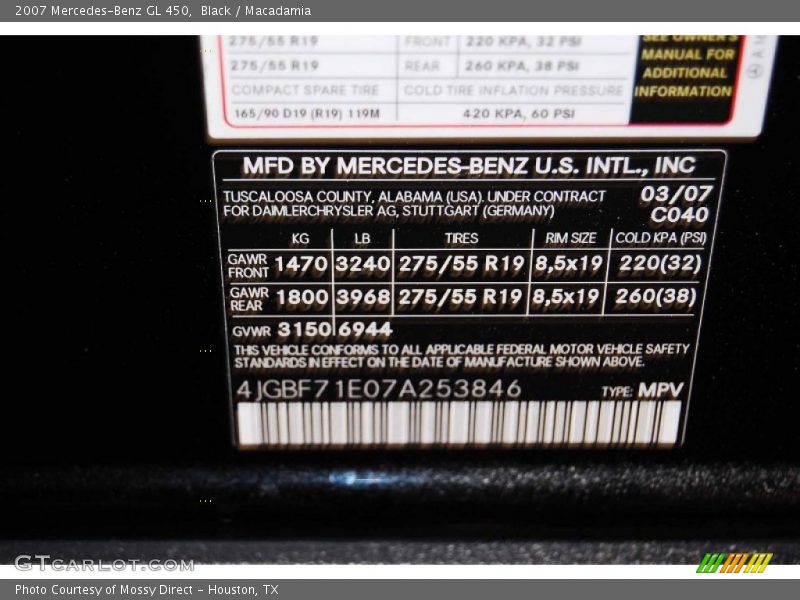 2007 Mercedes-Benz GL 450, Black / Macadamia
275/55 R19 FRONT 220 KPA, 32 PSI
275/55 R19 REAR 260 KPA, 38 PSI
COMPACT SPARE TIRE COLD TIRE INFLATION PRESSURE
165/90 D19 (R19) 119M 420 KPA, 60 PSI
SEE OWNER'S
MANUAL FOR
ADDITIONAL
INFORMATION
MFD BY MERCEDES-BENZ U.S. INTL., INC
TUSCALOOSA COUNTY, ALABAMA (USA). UNDER CONTRACT
FOR DAIMLERCHRYSLER AG, STUTTGART (GERMANY)
03/07
C040
KG LB TIRES RIM SIZE COLD KPA (PSI)
GAWR FRONT 1470 3240 275/55 R19 8,5x19 220(32)
GAWR REAR 1800 3968 275/55 R19 8,5x19 260(38)
GVWR 3150 6944
THIS VEHICLE CONFORMS TO ALL APPLICABLE FEDERAL MOTOR VEHICLE SAFETY
STANDARDS IN EFFECT ON THE DATE OF MANUFACTURE SHOWN ABOVE.
4JGBF71E07A253846 TYPE: MPV
GTCARLOT.COM
Photo Courtesy of Mossy Direct - Houston, TX